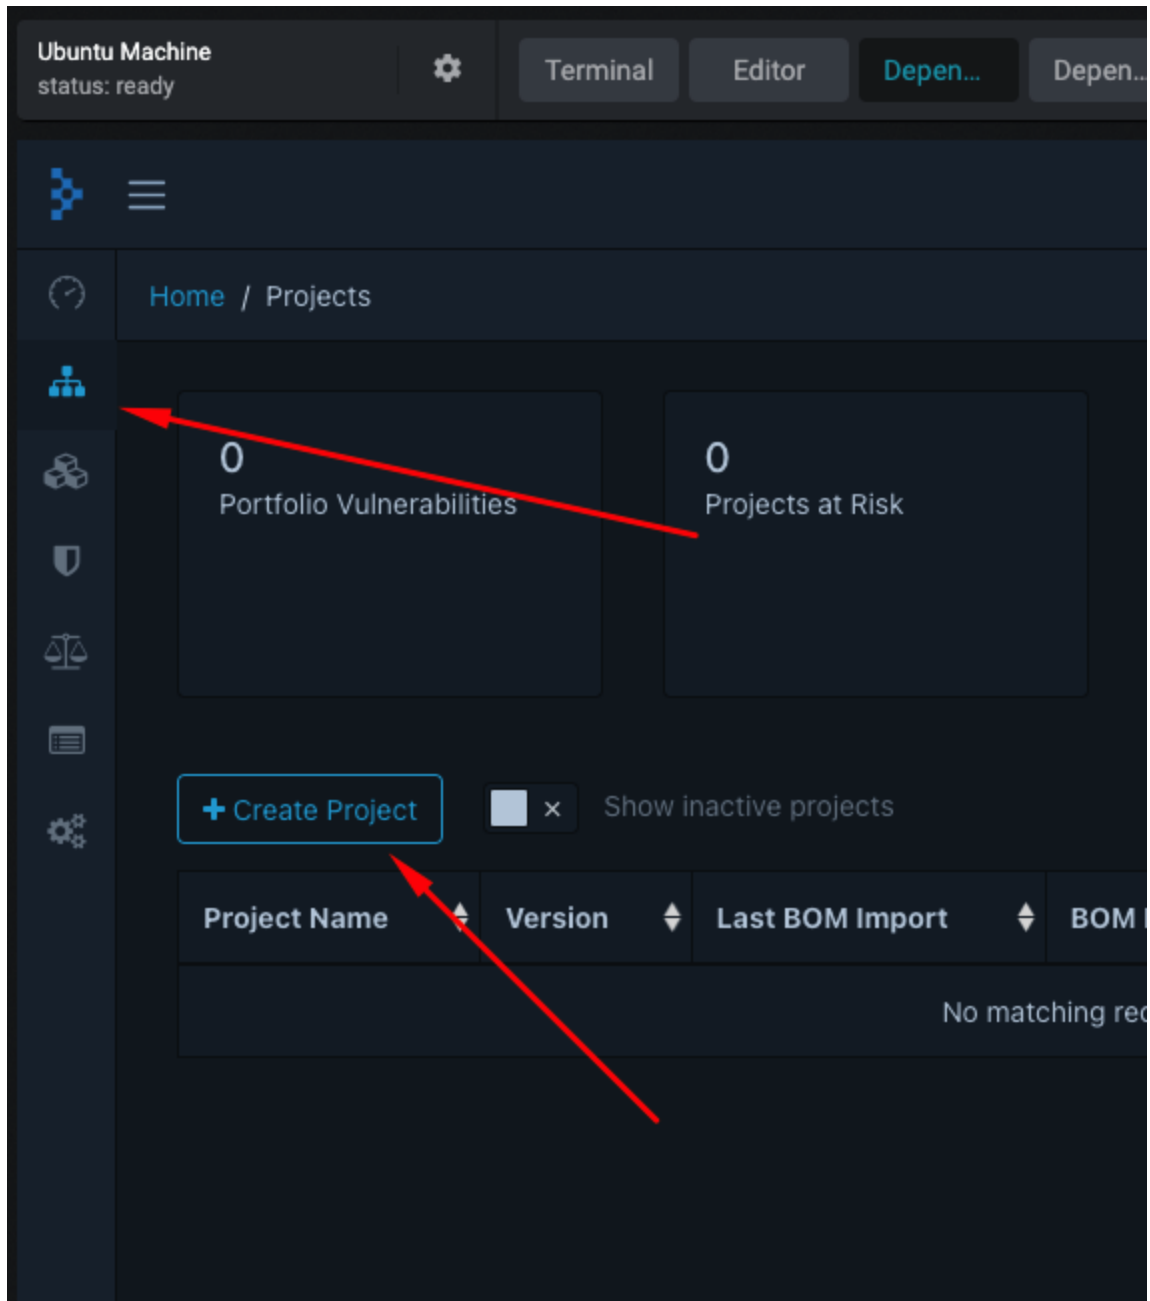 Ubuntu Machine
status: ready
Terminal
Editor
Depen...
Depen...
Home / Projects
0
Portfolio Vulnerabilities
0
Projects at Risk
+ Create Project
Show inactive projects
Project Name
Version
Last BOM Import
BOM
No matching